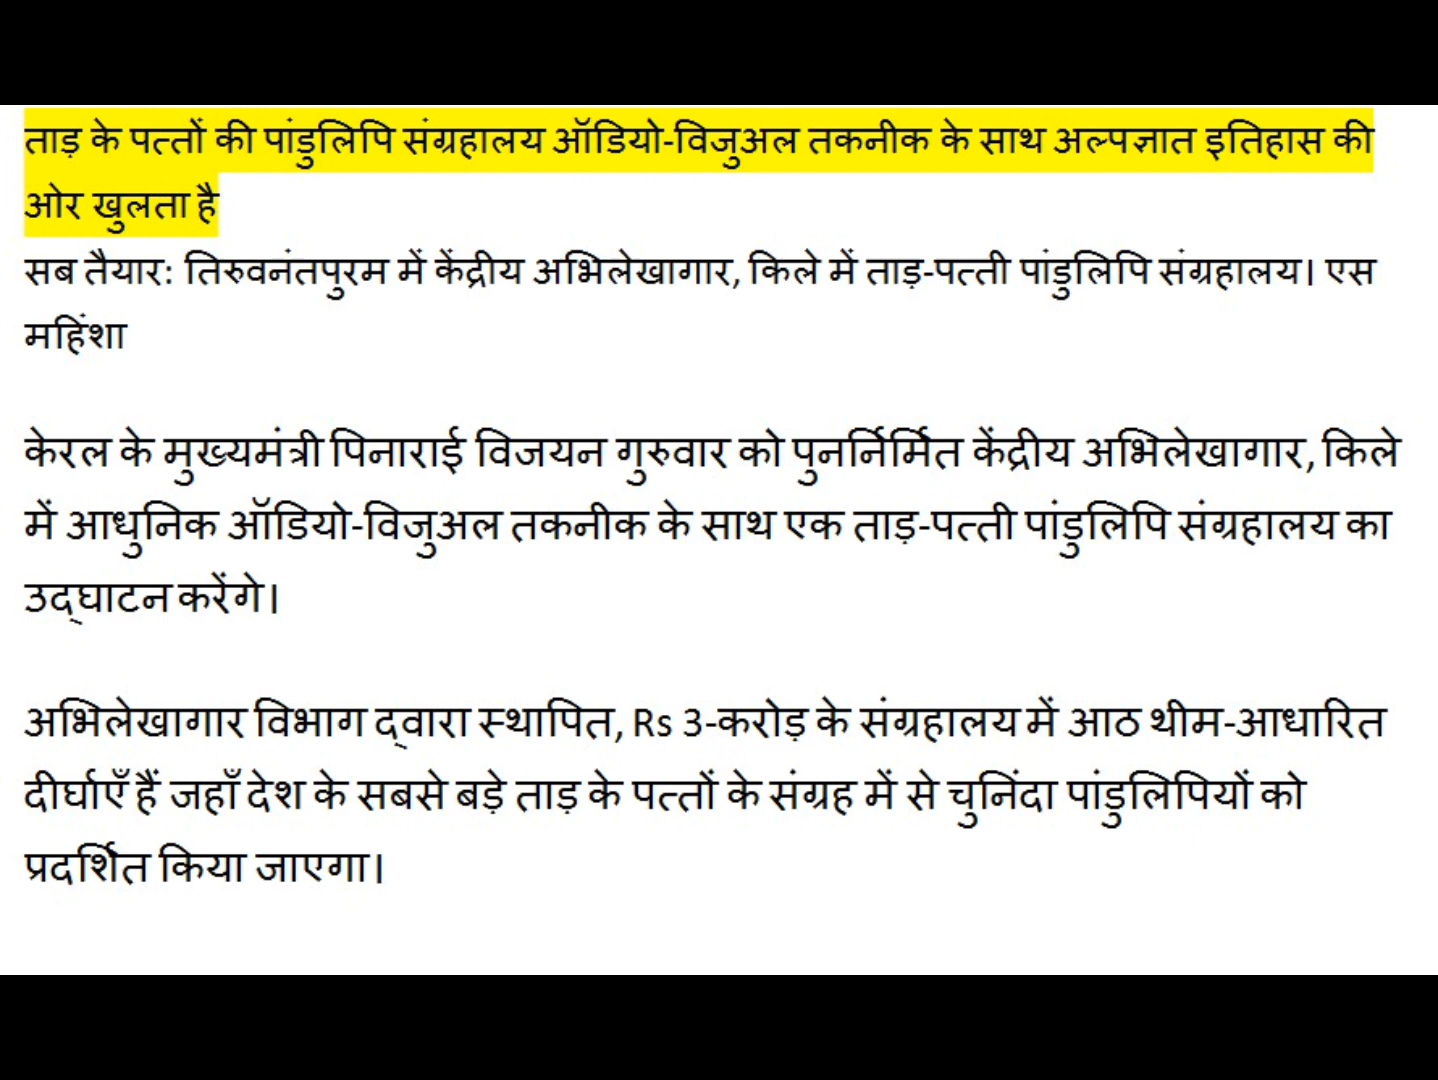 ताड़ के पत्तों की पांडुलिपि संग्रहालय ऑडियो-विजुअल तकनीक के साथ अल्पज्ञात इतिहास की
ओर खुलता है
सब तैयार: तिरुवनंतपुरम में केंद्रीय अभिलेखागार, किले में ताड़-पत्ती पांडुलिपि संग्रहालय। एस
महिंशा
केरल के मुख्यमंत्री पिनाराई विजयन गुरुवार को पुनर्निर्मित केंद्रीय अभिलेखागार, किले
में आधुनिक ऑडियो-विजुअल तकनीक के साथ एक ताड़-पत्ती पांडुलिपि संग्रहालय का
उद्घाटन करेंगे।
अभिलेखागार विभाग द्वारा स्थापित, Rs 3-करोड़ के संग्रहालय में आठ थीम-आधारित
दीर्घाएँ हैं जहाँ देश के सबसे बड़े ताड़ के पत्तों के संग्रह में से चुनिंदा पांडुलिपियों को
प्रदर्शित किया जाएगा।